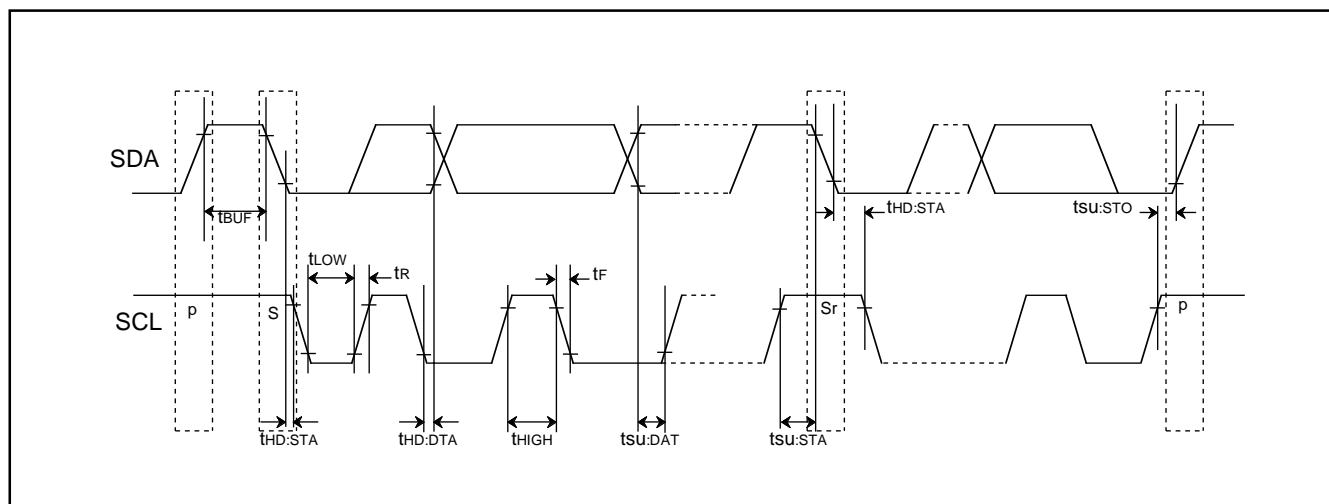 SDA
tBUF
tHD:STA
tsu:STO
tLOW
tR
tF
SCL
p
S
Sr
p
tHD:STA
tHD:DTA
tHIGH
tsu:DAT
tsu:STA